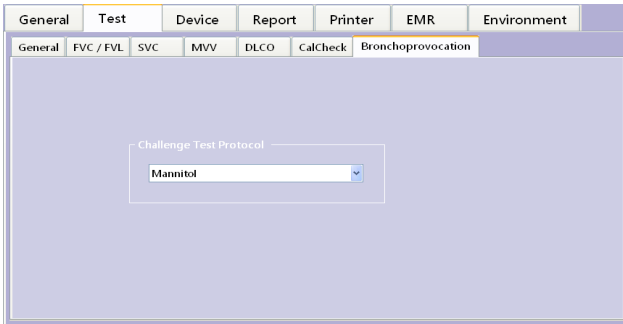 General Test Device Report Printer EMR Environment
General FVC / FVL SVC MVV DLCO CalCheck Bronchoprovocation
Challenge Test Protocol
Mannitol